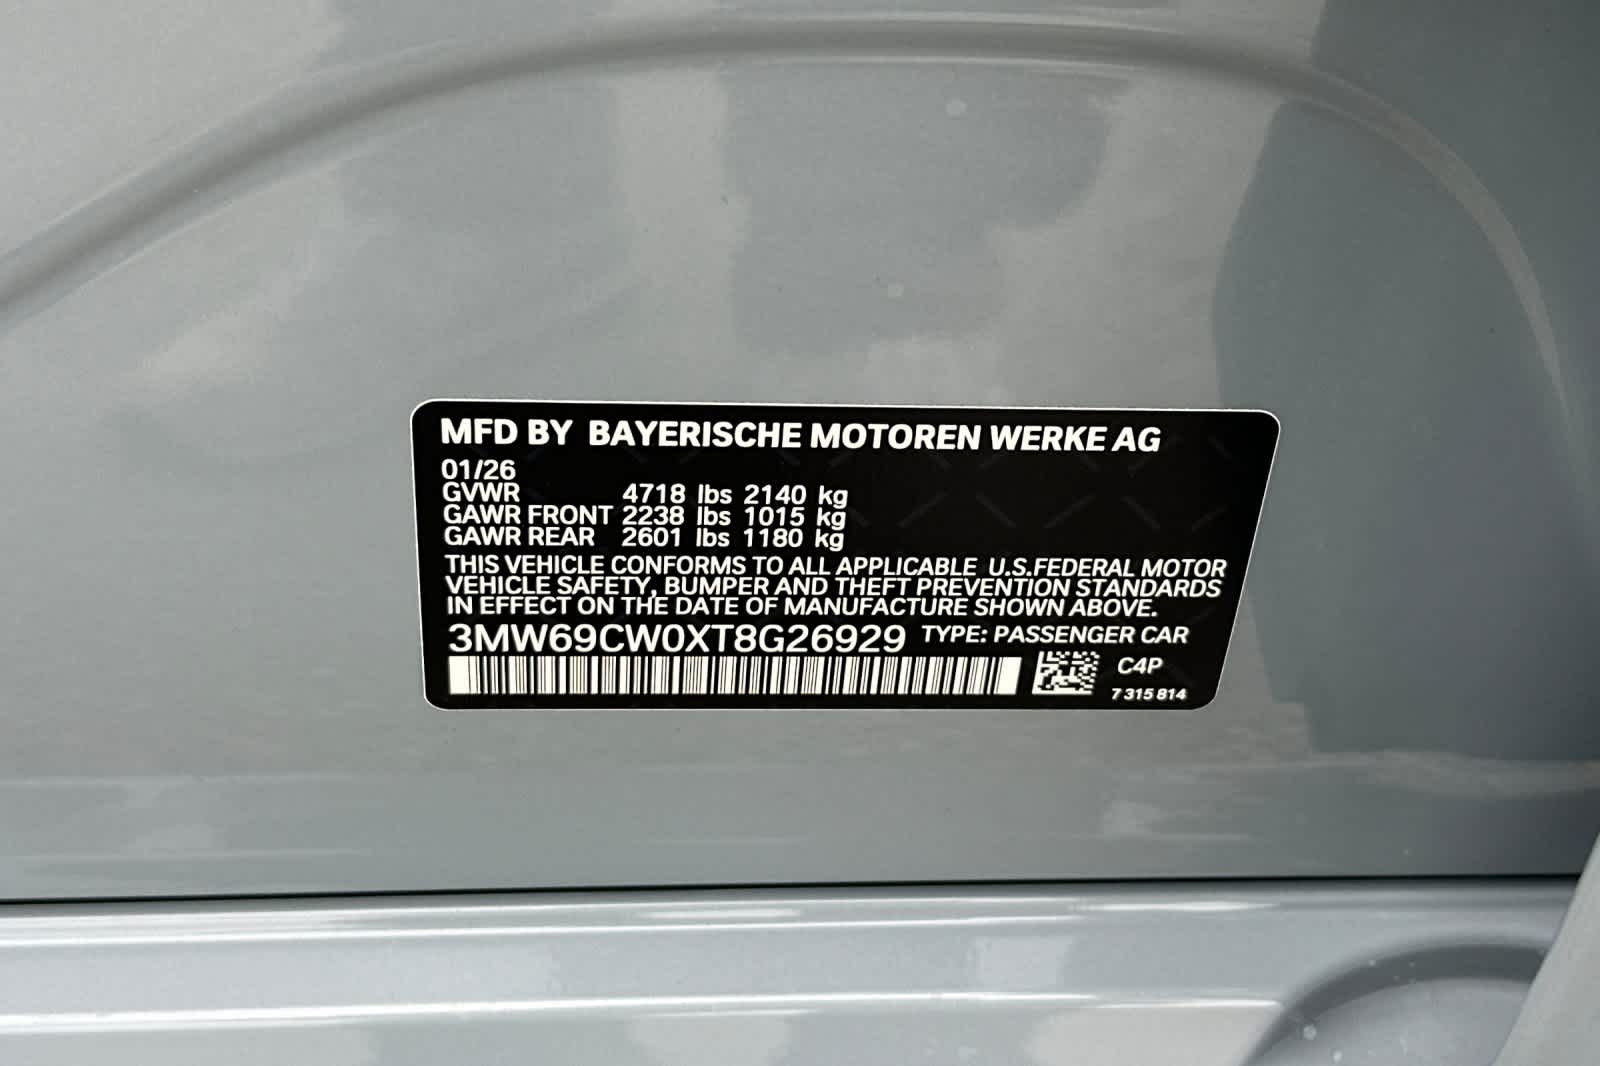 MFD BY BAYERISCHE MOTOREN WERKE AG
01/26
GVWR 4718 lbs 2140 kg
GAWR FRONT 2238 lbs 1015 kg
GAWR REAR 2601 lbs 1180 kg
THIS VEHICLE CONFORMS TO ALL APPLICABLE U.S.FEDERAL MOTOR
VEHICLE SAFETY, BUMPER AND THEFT PREVENTION STANDARDS
IN EFFECT ON THE DATE OF MANUFACTURE SHOWN ABOVE.
3MW69CW0XT8G26929 TYPE: PASSENGER CAR
C4P
7 315 814